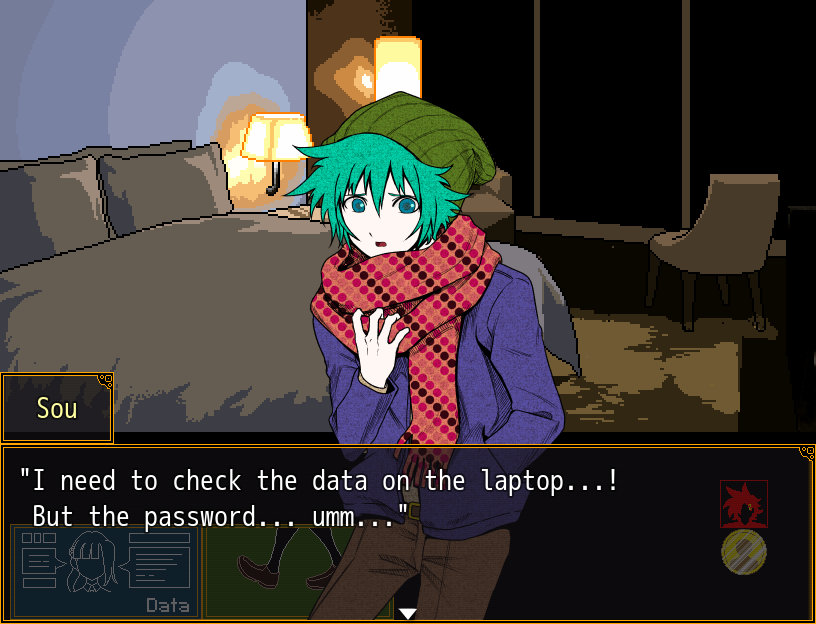 Sou
"I need to check the data on the laptop...!
But the password... umm..."
Data